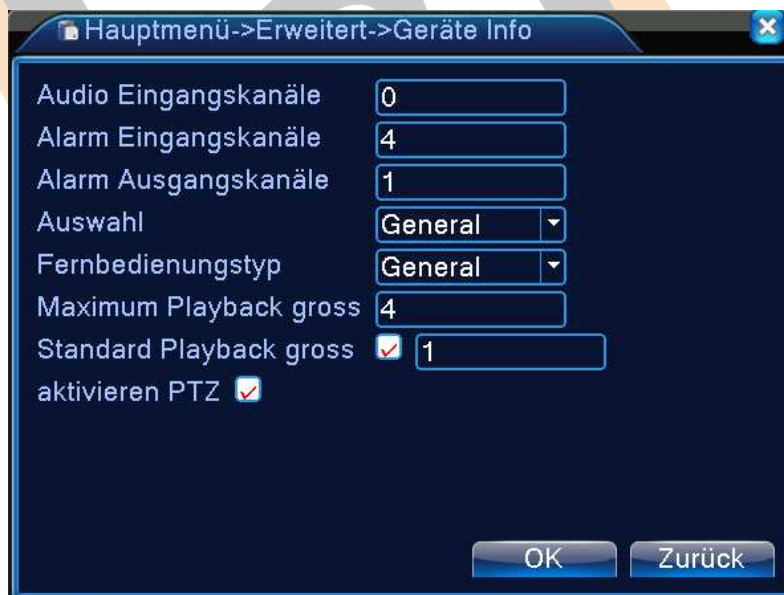 Hauptmenü->Erweitert->Geräte Info
Audio Eingangskanäle 0
Alarm Eingangskanäle 4
Alarm Ausgangskanäle 1
Auswahl General
Fernbedienungstyp General
Maximum Playback gross 4
Standard Playback gross 1
aktivieren PTZ
OK Zurück